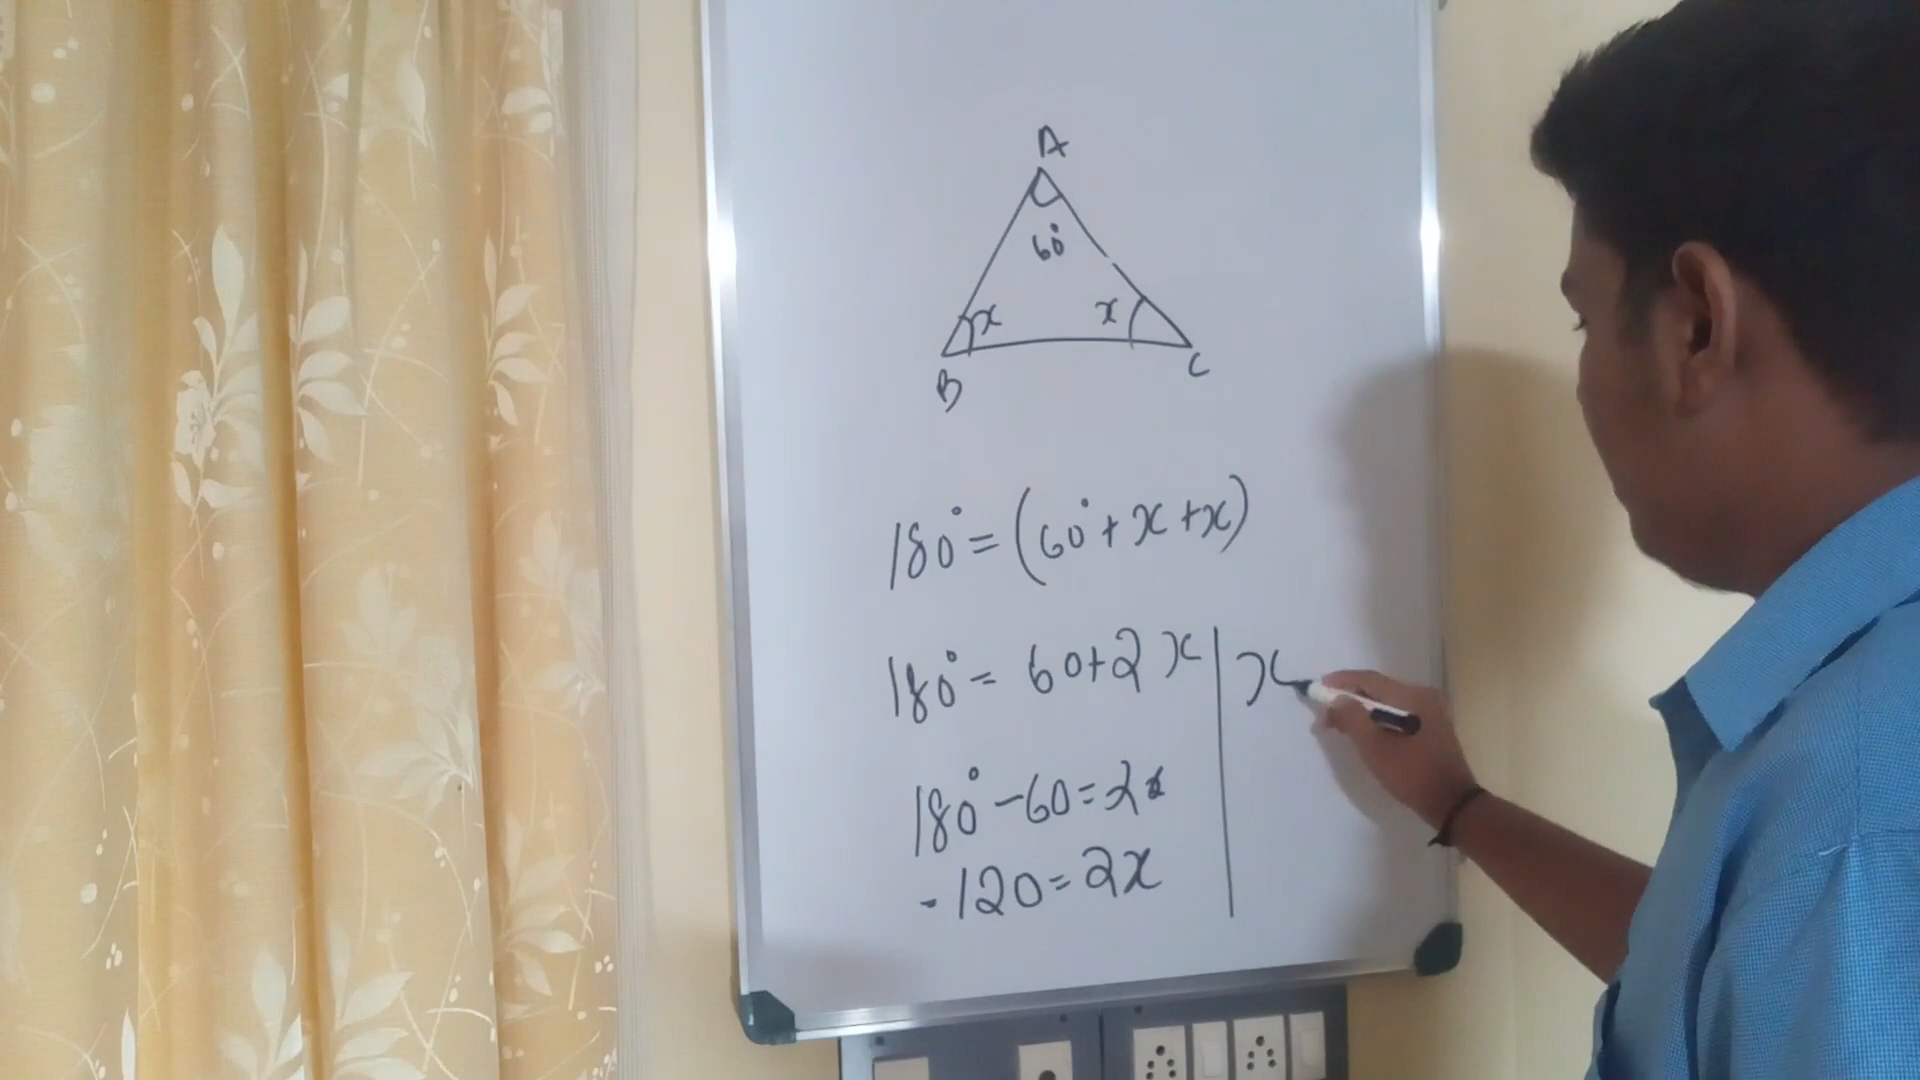 A
60°
x x
B C
180° = (60° + x + x)
180° = 60+2x | x
180° - 60 = 2x
- 120 = 2x